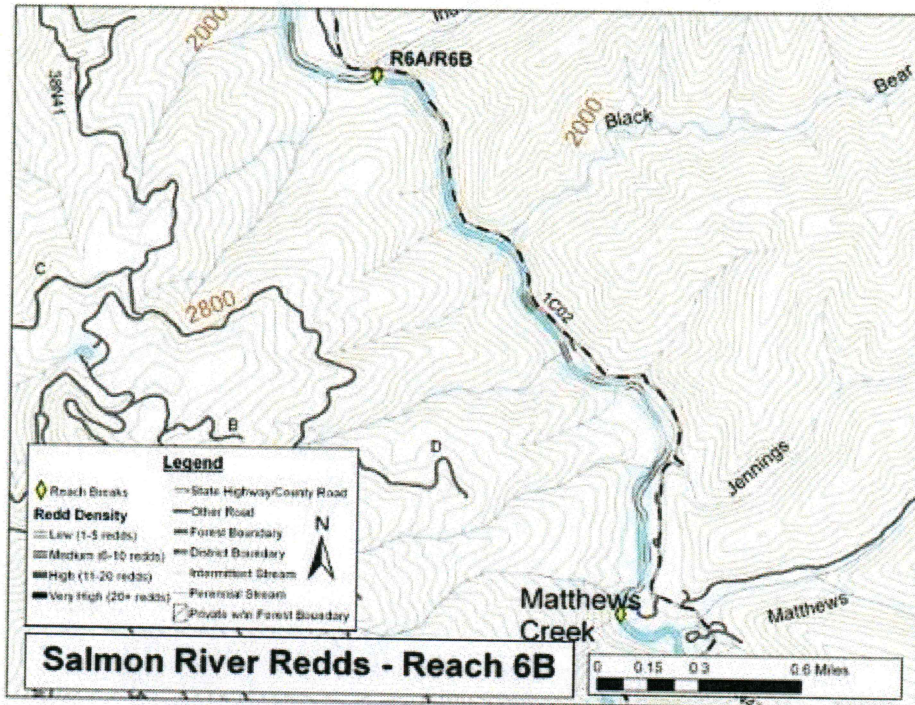 2000
R6A/R6B
Bear
Black
2000
38N41
C
2800
1C02
B
D
Jennings
Legend
Reach Breaks
Redd Density
Low (1-5 redds)
Medium (6-10 redds)
High (11-20 redds)
Very High (20+ redds)
State Highway/County Road
Other Road
Forest Boundary
District Boundary
Intermittent Stream
Perennial Stream
Private w/in Forest Boundary
N
Matthews
Creek
Matthews
Salmon River Redds - Reach 6B
0 0.15 0.3 0.6 Miles